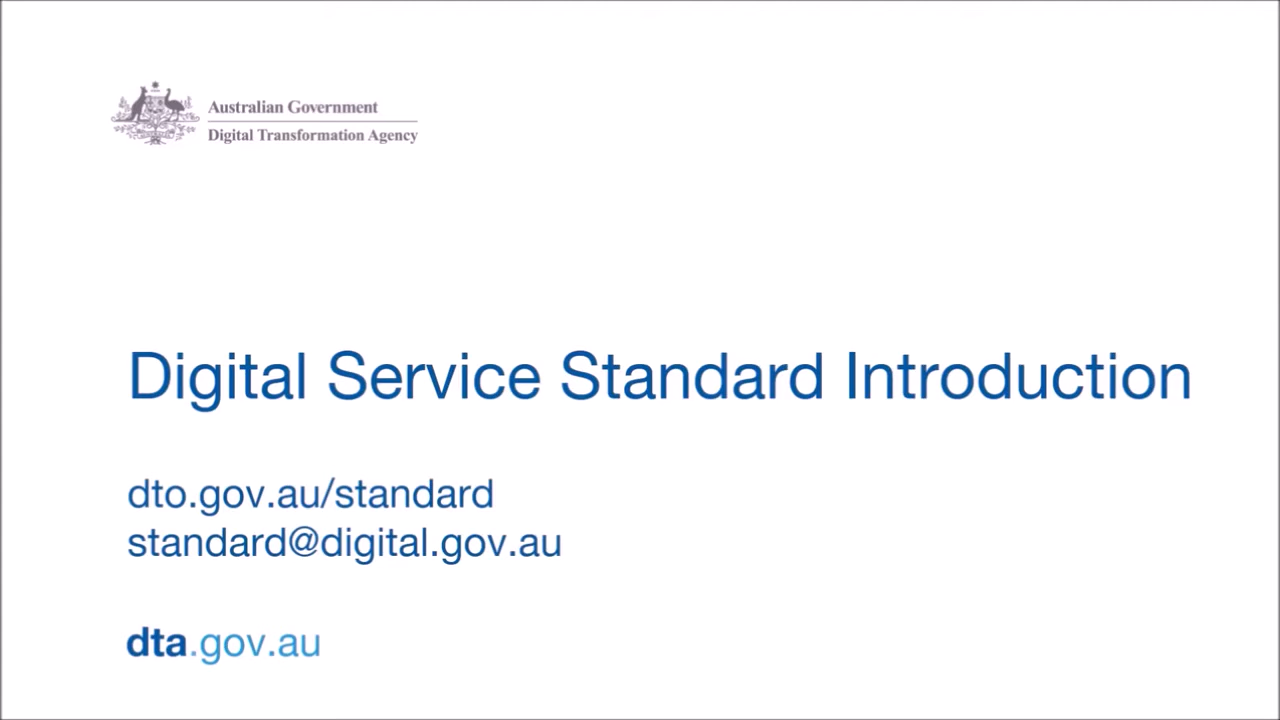 Australian Government
Digital Transformation Agency
Digital Service Standard Introduction
dto.gov.au/standard
standard@digital.gov.au
dta.gov.au